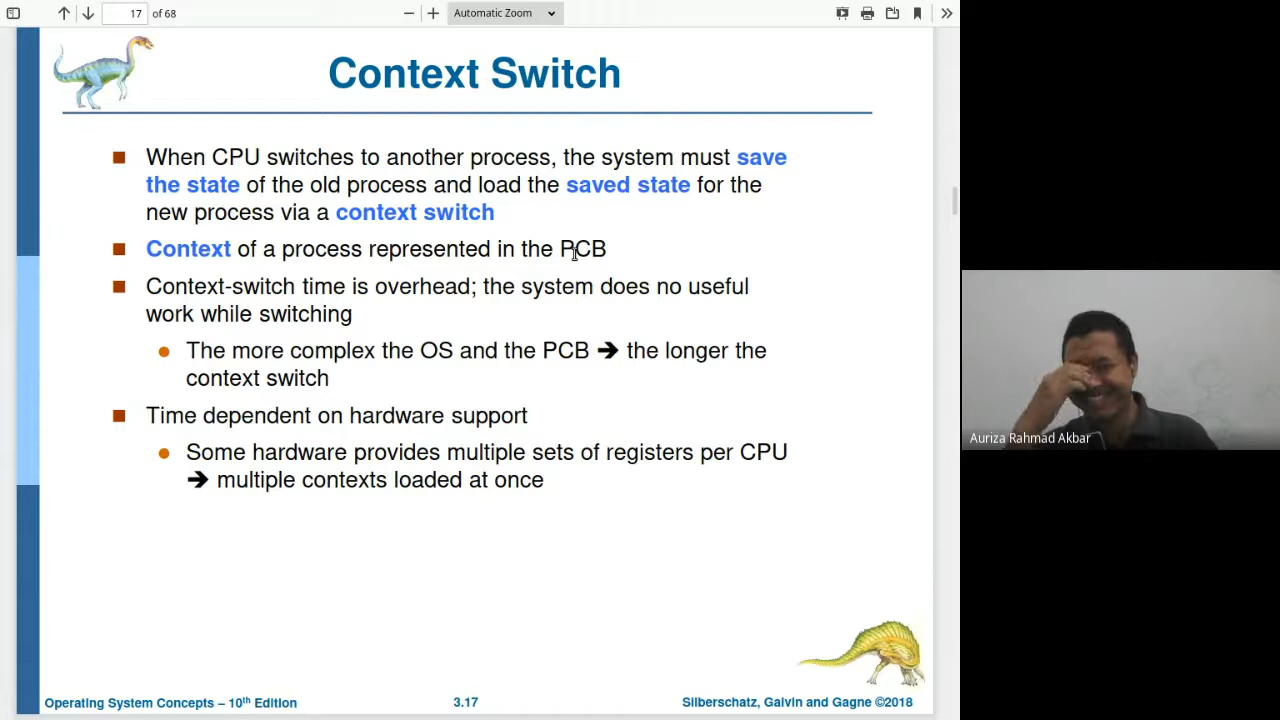 17 of 68
Automatic Zoom
Context Switch
When CPU switches to another process, the system must save
the state of the old process and load the saved state for the
new process via a context switch
Context of a process represented in the PCB
Context-switch time is overhead; the system does no useful
work while switching
The more complex the OS and the PCB ➔ the longer the
context switch
Time dependent on hardware support
Some hardware provides multiple sets of registers per CPU
➔ multiple contexts loaded at once
Operating System Concepts – 10th Edition
3.17
Silberschatz, Galvin and Gagne ©2018
Auriza Rahmad Akbar